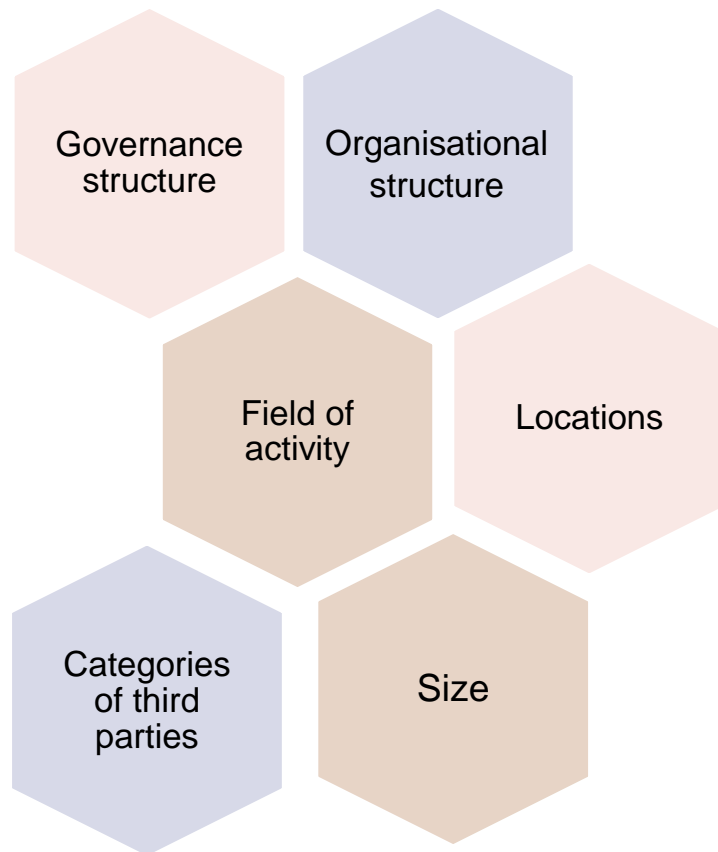 Governance
structure
Organisational
structure
Field of
activity
Locations
Categories
of third
parties
Size